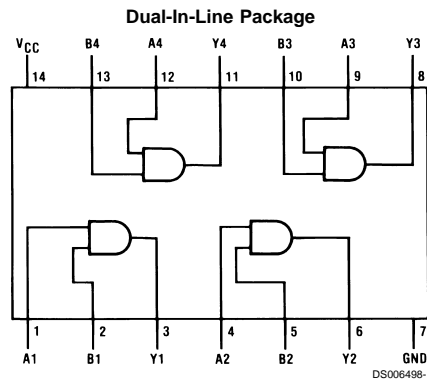 Dual-In-Line Package
VCC B4 A4 Y4 B3 A3 Y3
14 13 12 11 10 9 8
1 2 3 4 5 6 7
A1 B1 Y1 A2 B2 Y2 GND
DS006498-